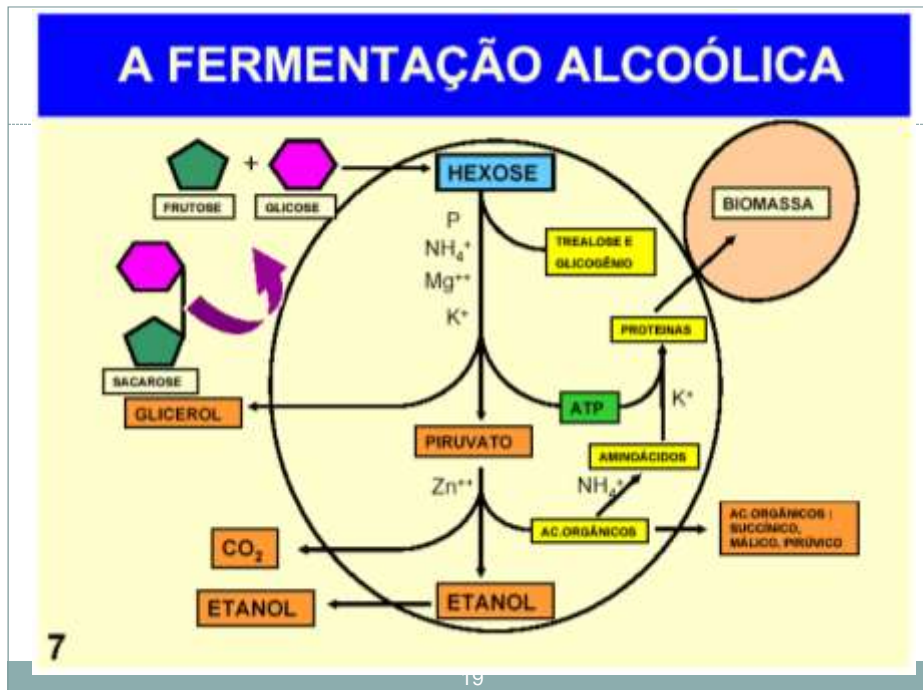 A FERMENTAÇÃO ALCOÓLICA
+
HEXOSE
FRUTOSE
GLICOSE
BIOMASSA
P
NH₄⁺
Mg⁺⁺
K⁺
TREALOSE E
GLICOGÊNIO
PROTEINAS
SACAROSE
GLICEROL
ATP
K⁺
PIRUVATO
AMINOÁCIDOS
Zn⁺⁺
NH₄⁺
AC.ORGÂNICOS
AC.ORGÂNICOS :
SUCCÍNICO,
MÁLICO, PIRÚVICO
CO₂
ETANOL
ETANOL
7
19